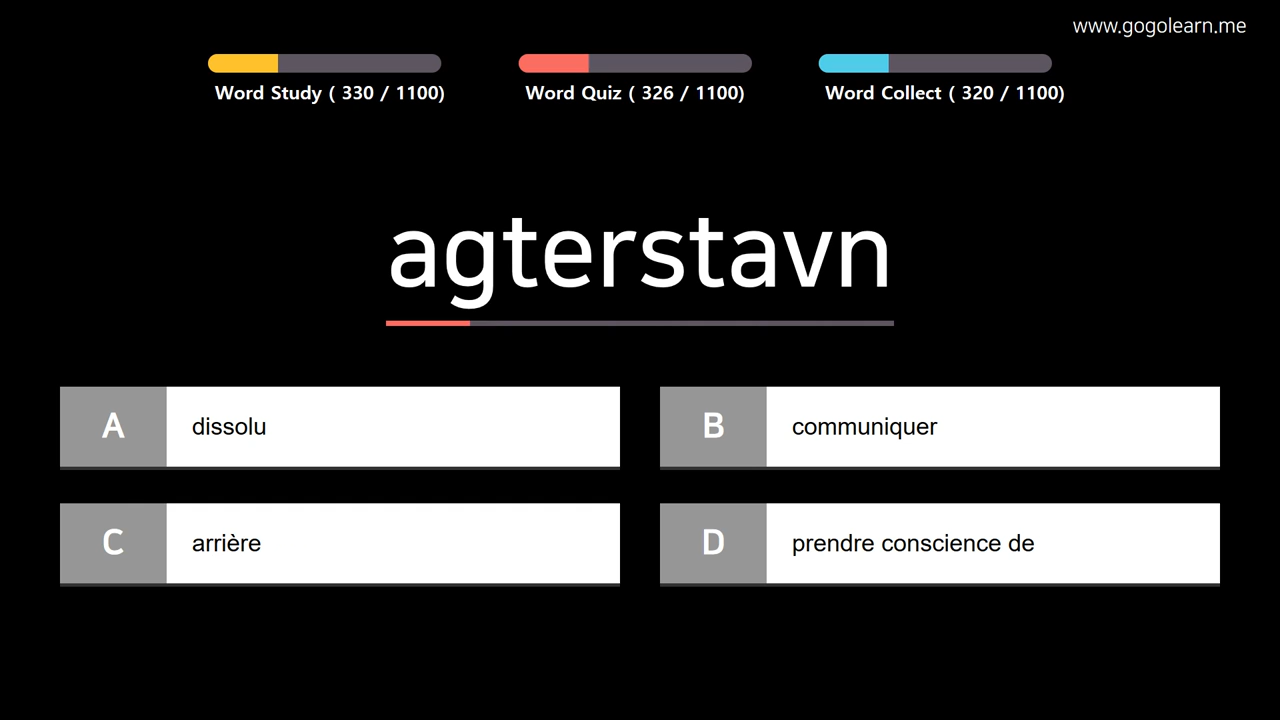 www.gogolearn.me
Word Study ( 330 / 1100)
Word Quiz ( 326 / 1100)
Word Collect ( 320 / 1100)
agterstavn
A
dissolu
B
communiquer
C
arrière
D
prendre conscience de